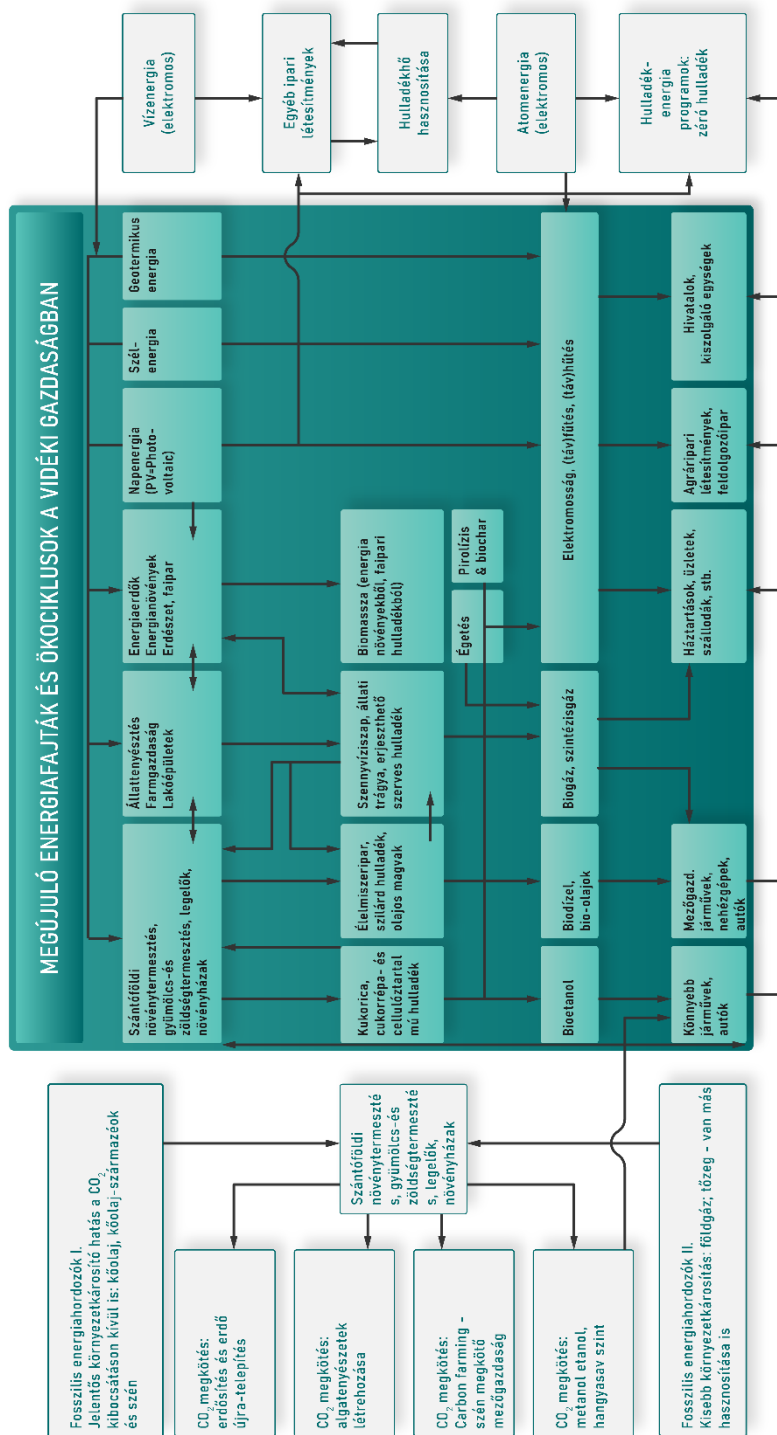 MEGÚJULÓ ENERGIAFAJTÁK ÉS ÖKOCIKLUSOK A VIDÉKI GAZDASÁGBAN
Fosszilis energiahordozók I.
Jelentős környezetkárosító hatás a CO₂
kibocsátáson kívül is: kőolaj, kőolaj-származéok
és szén
CO₂ megkötés:
erdősítés és erdő
újra-telepítés
CO₂ megkötés:
algatenyészetek
létrehozása
CO₂ megkötés:
Carbon farming –
szén megkötő
mezőgazdaság
CO₂ megkötés:
metanol etanol,
hangyasav szint
Fosszilis energiahordozók II.
Kisebb környezetkárosítás: földgáz; tőzeg – van más
hasznosítása is
Szántóföldi
növénytermeszté
s, gyümölcs-és
zöldségtermeszté
s, legelők,
növényházak
Szántóföldi
növénytermesztés,
gyümölcs-és
zöldségtermesztés, legelők,
növényházak
Állattenyésztés
Farmgazdaság
Lakóépületek
Energiaerdők
Energianövények
Erdészet, faipar
Napenergia
(PV=Photo-
voltaic)
Szél-
energia
Geotermikus
energia
Kukorica,
cukorrépa- és
cellulóztartal
mú hulladék
Élelmiszeripar,
szilárd hulladék,
olajos magvak
Szennyvíziszap, állati
trágya, erjeszthető
szerves hulladék
Biomassza (energia
növényekből, faipari
hulladékból)
Égetés
Pirolízis
& biochar
Bioetanol
Biodízel,
bio-olajok
Biogáz, szintézisgáz
Elektromosság, (táv)fűtés, (táv)hűtés
Könnyebb
járművek,
autók
Mezőgazd.
járművek,
nehézgépek,
autók
Háztartások, üzletek,
szállodák, stb.
Agráripari
létesítmények,
feldolgozóipar
Hivatalok,
kiszolgáló egységek
Vízenergia
(elektromos)
Egyéb ipari
létesítmények
Hulladékhő
hasznosítása
Atomenergia
(elektromos)
Hulladék-
energia
programok:
zéró hulladék